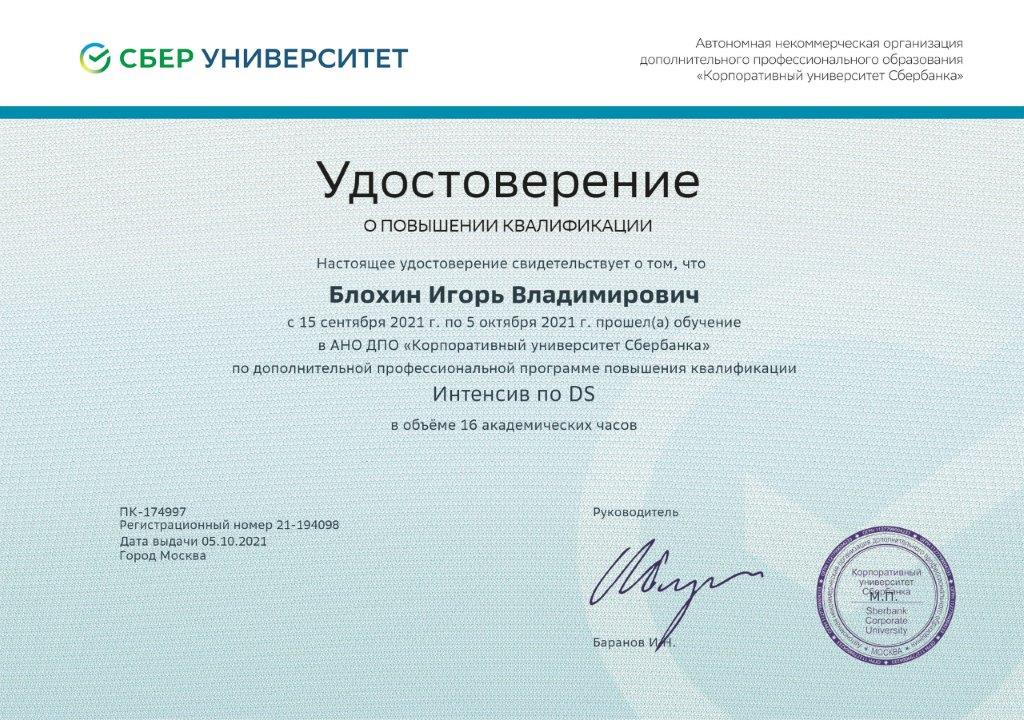 СБЕР УНИВЕРСИТЕТ
Автономная некоммерческая организация
дополнительного профессионального образования
«Корпоративный университет Сбербанка»
Удостоверение
О ПОВЫШЕНИИ КВАЛИФИКАЦИИ
Настоящее удостоверение свидетельствует о том, что
Блохин Игорь Владимирович
с 15 сентября 2021 г. по 5 октября 2021 г. прошел(а) обучение
в АНО ДПО «Корпоративный университет Сбербанка»
по дополнительной профессиональной программе повышения квалификации
Интенсив по DS
в объёме 16 академических часов
ПК-174997
Регистрационный номер 21-194098
Дата выдачи 05.10.2021
Город Москва
Руководитель
Баранов И.Н.
Корпоративный
университет
Сбербанка
М.П.
Sberbank
Corporate
University
МОСКВА